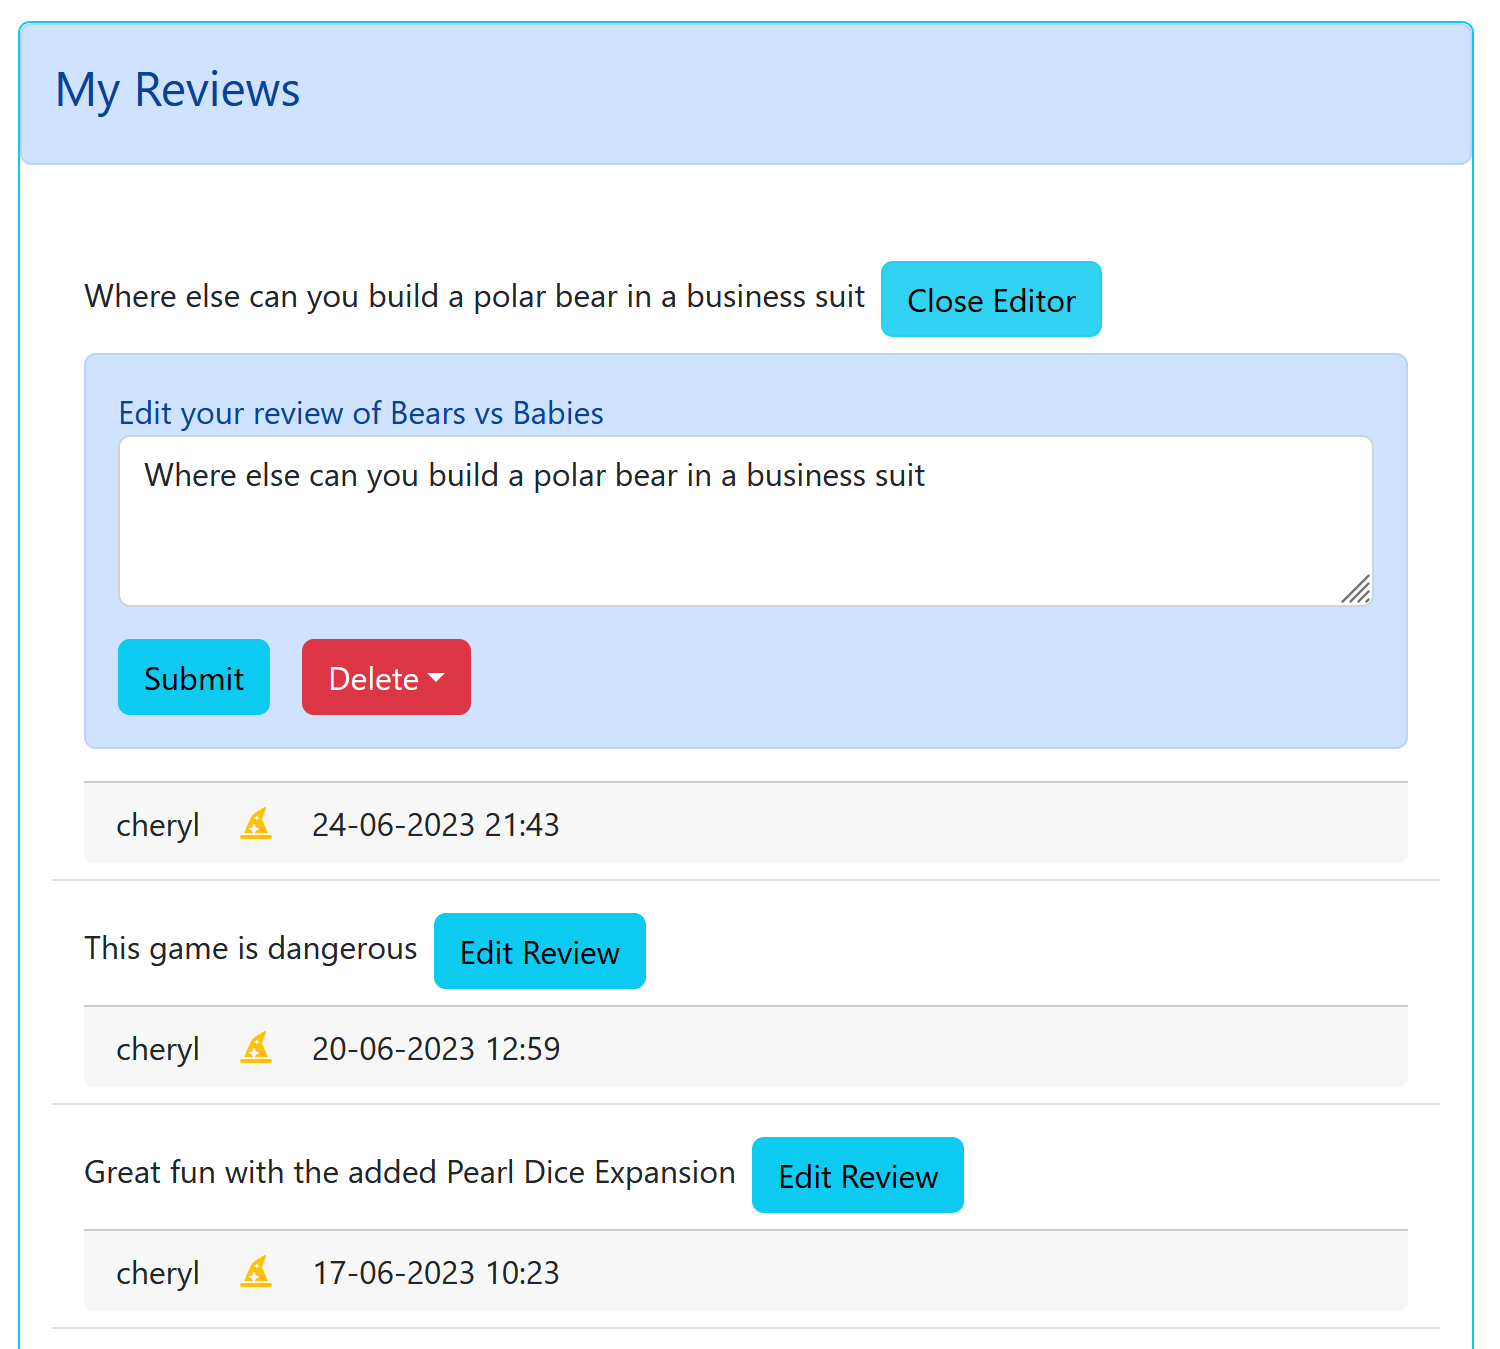 My Reviews
Where else can you build a polar bear in a business suit Close Editor
Edit your review of Bears vs Babies
Where else can you build a polar bear in a business suit
Submit Delete
cheryl 24-06-2023 21:43
This game is dangerous Edit Review
cheryl 20-06-2023 12:59
Great fun with the added Pearl Dice Expansion Edit Review
cheryl 17-06-2023 10:23